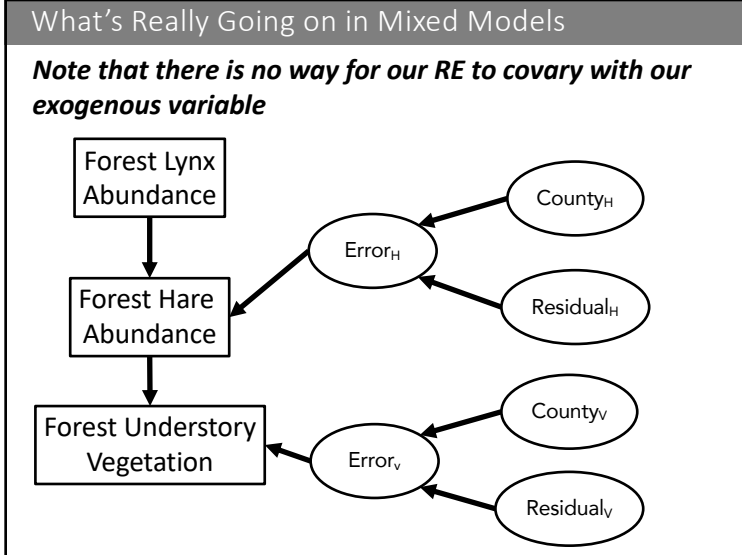 What's Really Going on in Mixed Models
Note that there is no way for our RE to covary with our
exogenous variable
Forest Lynx
Abundance
County_H
Error_H
Forest Hare
Abundance
Residual_H
Forest Understory
Vegetation
County_V
Error_v
Residual_V